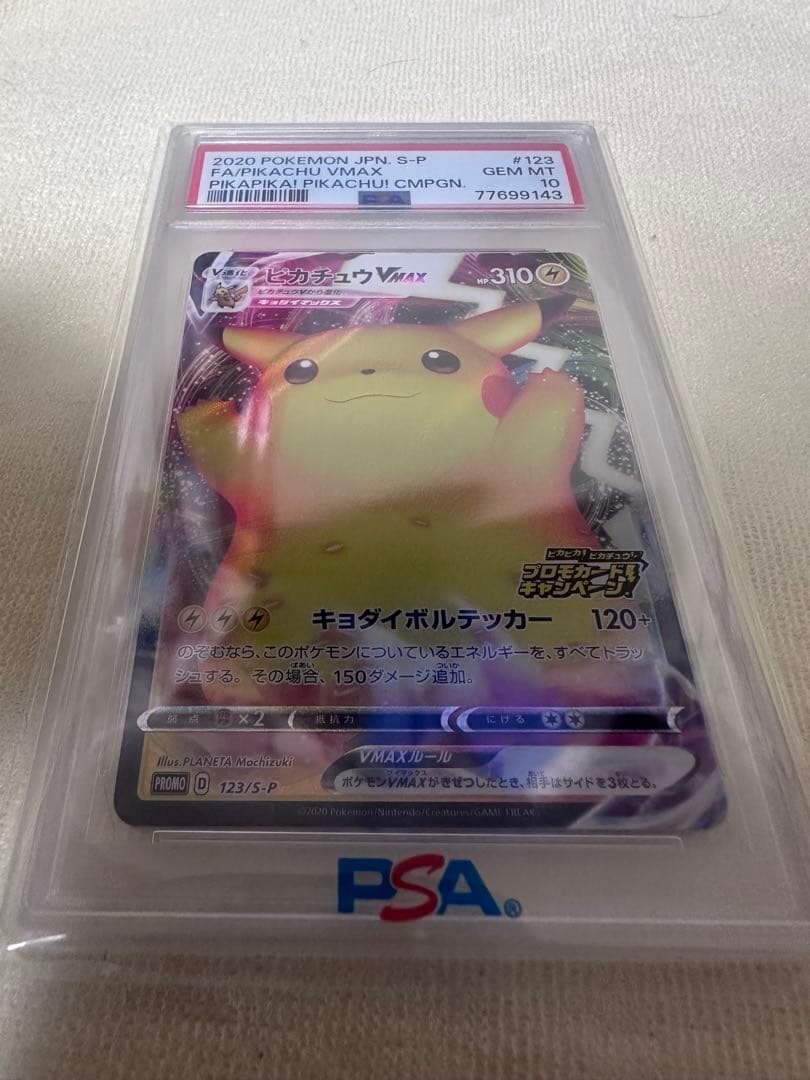 2020 POKEMON JPN. S-P #123
FA/PIKACHU VMAX GEM MT
PIKAPIKA! PIKACHU! CMPGN. 10
77699143
PSA
ピカチュウVMAX HP310
ピカチュウVから進化
キョダイマックス
ピカピカ! ピカチュウ!
プロモカード
キャンペーン!
キョダイボルテッカー 120+
のぞむなら、このポケモンについているエネルギーを、すべてトラッ
シュする。その場合、150ダメージ追加。
弱点 ×2 抵抗力 にげる
Illus.PLANETA Mochizuki
VMAXルール
PROMO D 123/S-P
ポケモンVMAXがきぜつしたとき、相手はサイドを3枚とる。
©2020 Pokémon/Nintendo/Creatures/GAME FREAK
PSA®